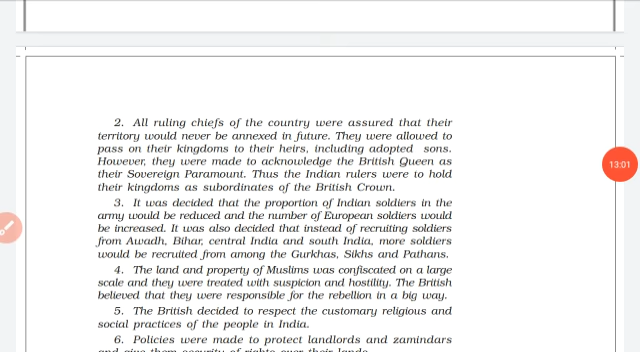 2. All ruling chiefs of the country were assured that their
territory would never be annexed in future. They were allowed to
pass on their kingdoms to their heirs, including adopted sons.
However, they were made to acknowledge the British Queen as
their Sovereign Paramount. Thus the Indian rulers were to hold
their kingdoms as subordinates of the British Crown.
3. It was decided that the proportion of Indian soldiers in the
army would be reduced and the number of European soldiers would
be increased. It was also decided that instead of recruiting soldiers
from Awadh, Bihar, central India and south India, more soldiers
would be recruited from among the Gurkhas, Sikhs and Pathans.
4. The land and property of Muslims was confiscated on a large
scale and they were treated with suspicion and hostility. The British
believed that they were responsible for the rebellion in a big way.
5. The British decided to respect the customary religious and
social practices of the people in India.
6. Policies were made to protect landlords and zamindars
and give them security of rights over their lands.
13:01